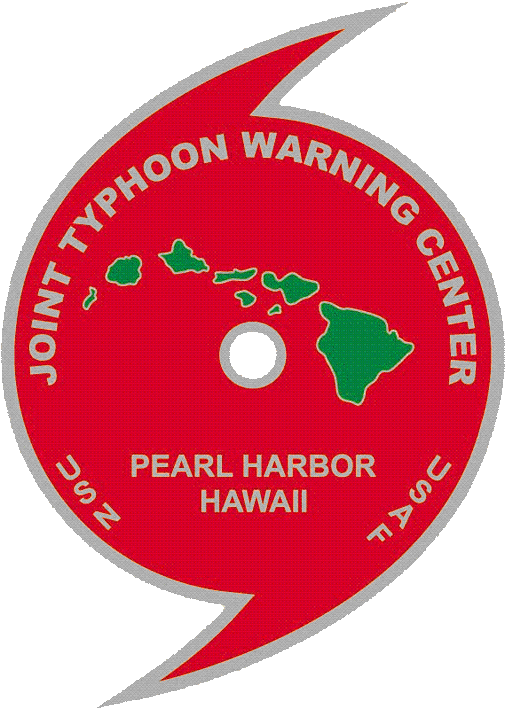 JOINT TYPHOON WARNING CENTER
PEARL HARBOR
HAWAII
USN
USAF